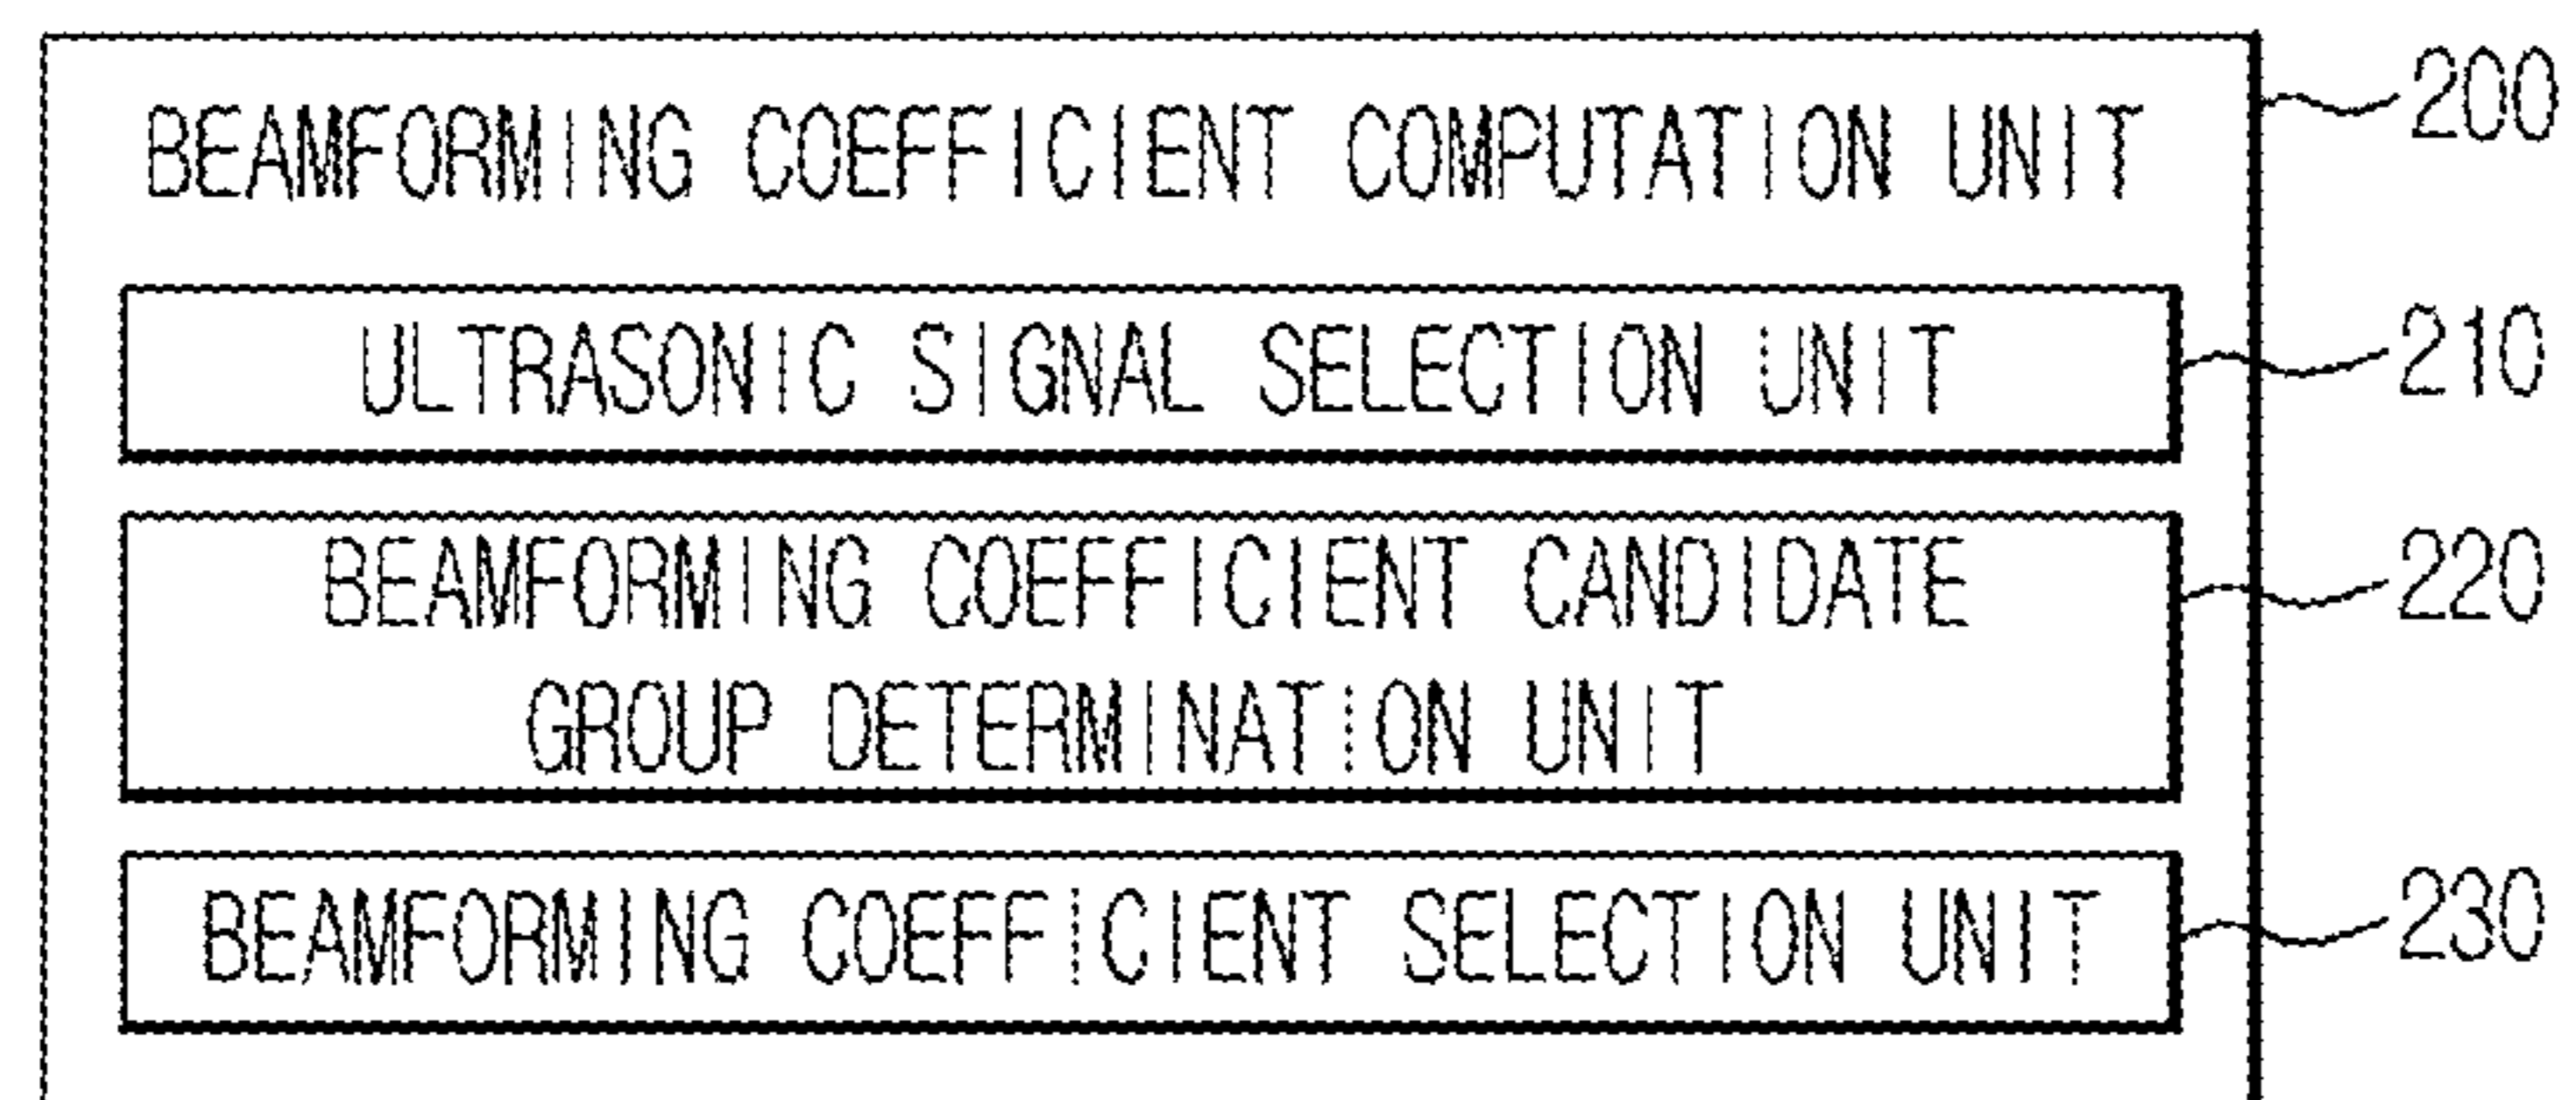 BEAMFORMING COEFFICIENT COMPUTATION UNIT 200
ULTRASONIC SIGNAL SELECTION UNIT 210
BEAMFORMING COEFFICIENT CANDIDATE 220
GROUP DETERMINATION UNIT
BEAMFORMING COEFFICIENT SELECTION UNIT 230